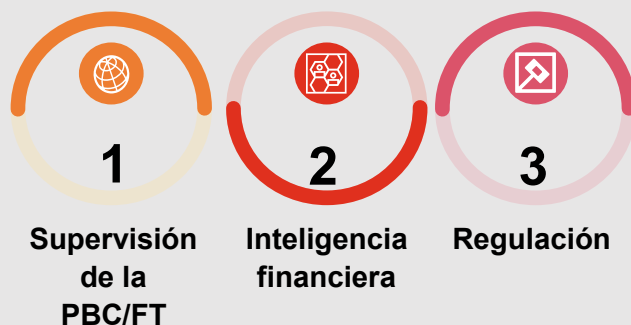 1
Supervisión
de la
PBC/FT
2
Inteligencia
financiera
3
Regulación